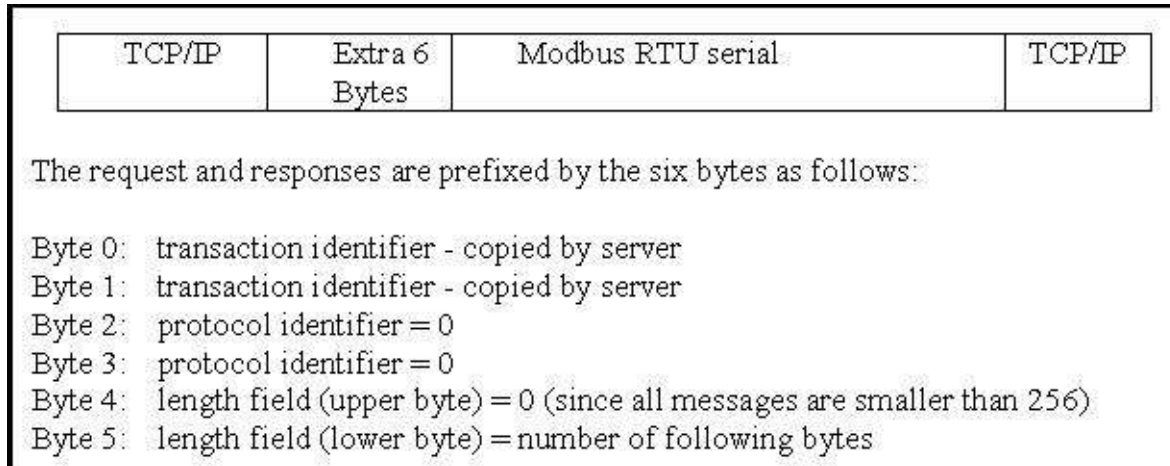 TCP/IP Extra 6 Modbus RTU serial TCP/IP
Bytes
The request and responses are prefixed by the six bytes as follows:
Byte 0: transaction identifier - copied by server
Byte 1: transaction identifier - copied by server
Byte 2: protocol identifier = 0
Byte 3: protocol identifier = 0
Byte 4: length field (upper byte) = 0 (since all messages are smaller than 256)
Byte 5: length field (lower byte) = number of following bytes